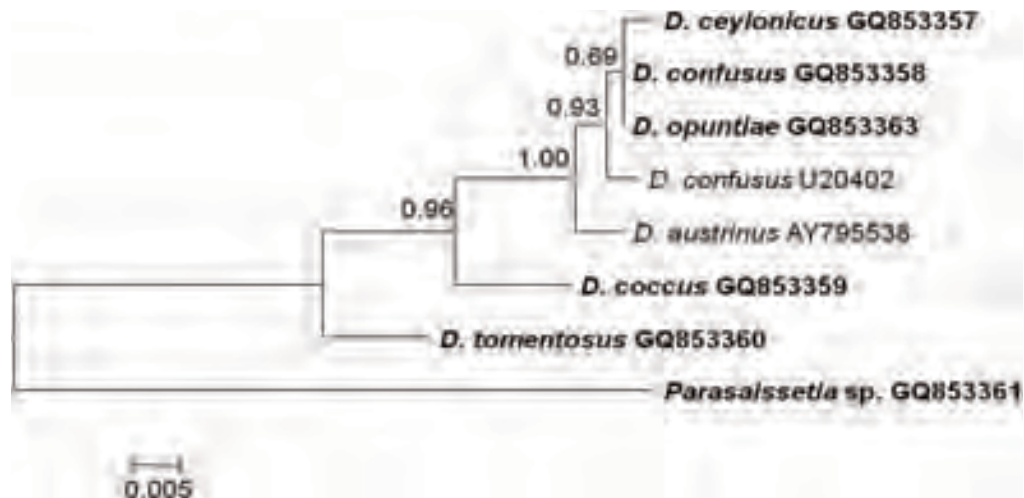 D. ceylonicus GQ853357
0.69
D. confusus GQ853358
0.93
D. opuntiae GQ853363
1.00
D. confusus U20402
0.96
D. austrinus AY795538
D. coccus GQ853359
D. tomentosus GQ853360
Parasaissetia sp. GQ853361
0.005